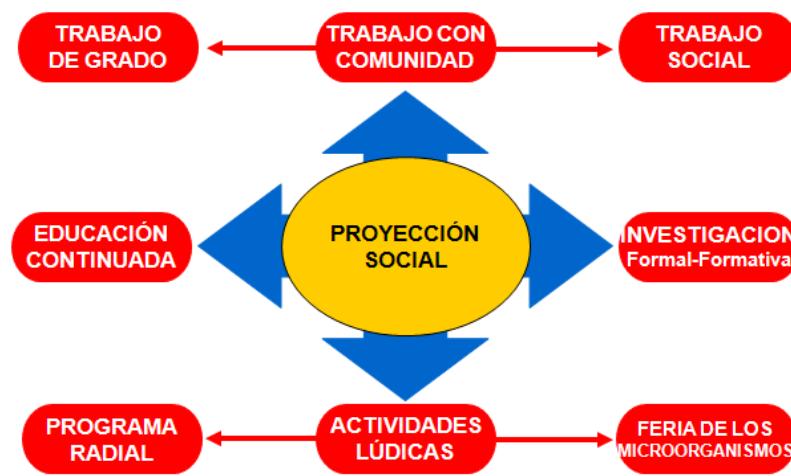 TRABAJO
DE GRADO
TRABAJO CON
COMUNIDAD
TRABAJO
SOCIAL
EDUCACIÓN
CONTINUADA
PROYECCIÓN
SOCIAL
INVESTIGACION
Formal-Formativa
PROGRAMA
RADIAL
ACTIVIDADES
LÚDICAS
FERIA DE LOS
MICROORGANISMOS